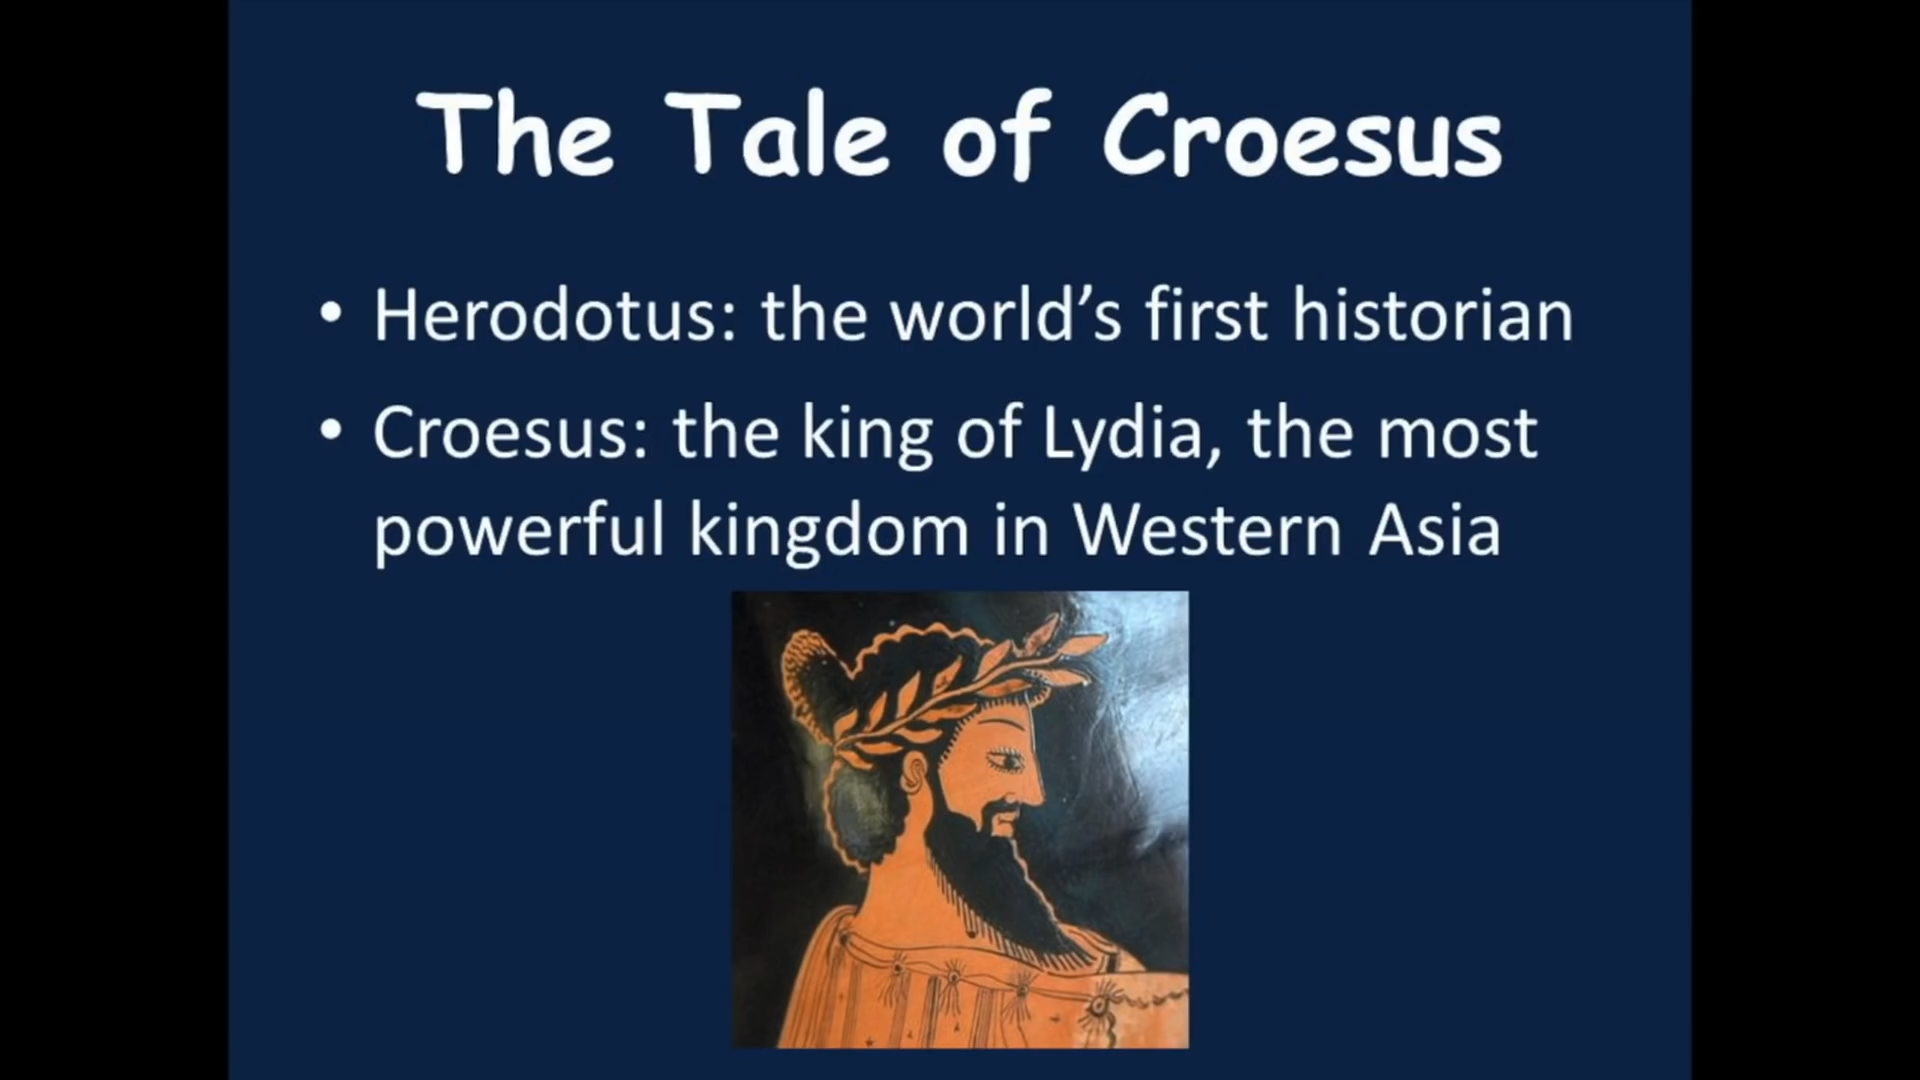 The Tale of Croesus
• Herodotus: the world’s first historian
• Croesus: the king of Lydia, the most
powerful kingdom in Western Asia